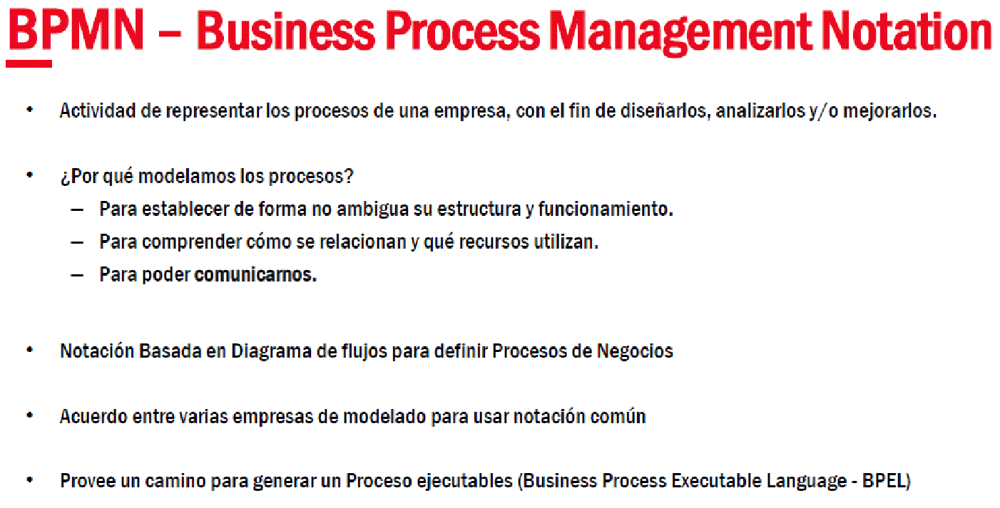 BPMN – Business Process Management Notation
• Actividad de representar los procesos de una empresa, con el fin de diseñarlos, analizarlos y/o mejorarlos.
• ¿Por qué modelamos los procesos?
– Para establecer de forma no ambigua su estructura y funcionamiento.
– Para comprender cómo se relacionan y qué recursos utilizan.
– Para poder comunicarnos.
• Notación Basada en Diagrama de flujos para definir Procesos de Negocios
• Acuerdo entre varias empresas de modelado para usar notación común
• Provee un camino para generar un Proceso ejecutables (Business Process Executable Language - BPEL)